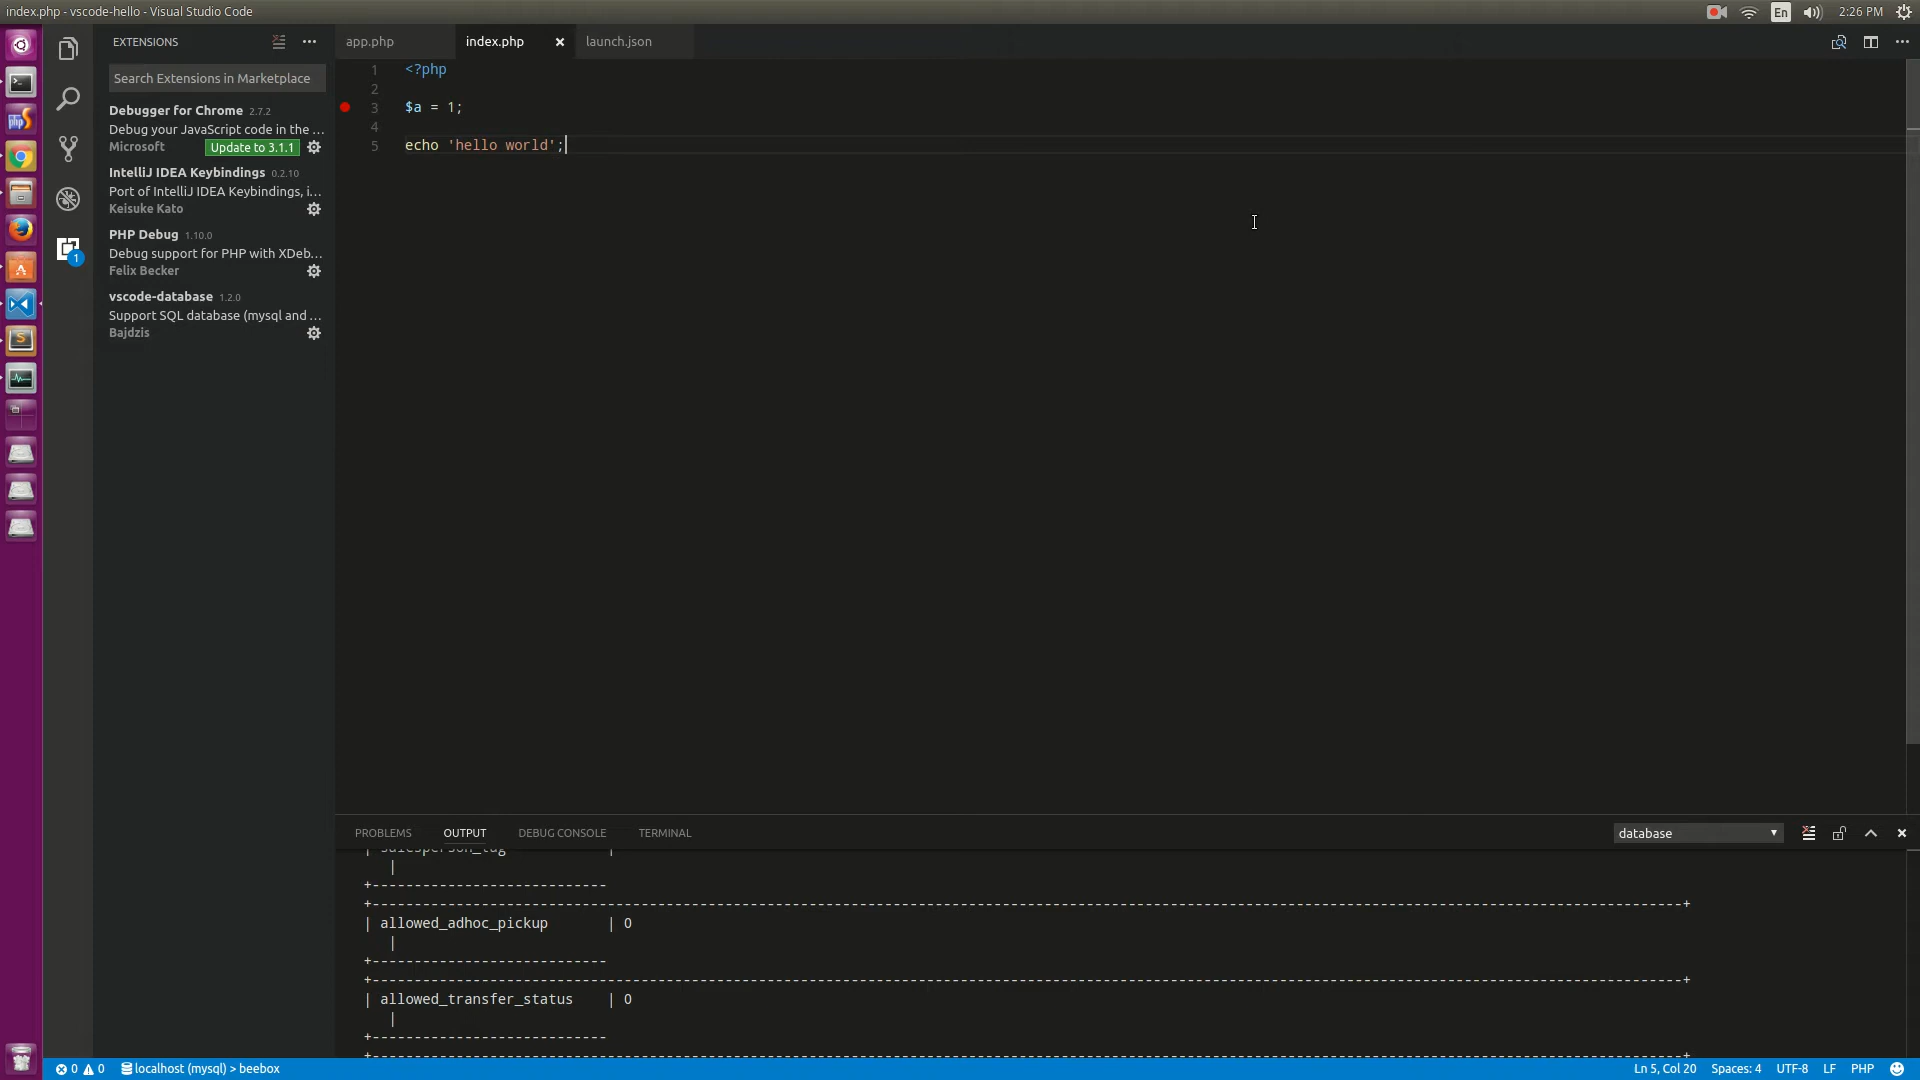 index.php - vscode-hello - Visual Studio Code
En
2:26 PM
EXTENSIONS
app.php
index.php
launch.json
Search Extensions in Marketplace
Debugger for Chrome 2.7.2
Debug your JavaScript code in the ...
Microsoft Update to 3.1.1
IntelliJ IDEA Keybindings 0.2.10
Port of IntelliJ IDEA Keybindings, i...
Keisuke Kato
PHP Debug 1.10.0
Debug support for PHP with XDeb...
Felix Becker
vscode-database 1.2.0
Support SQL database (mysql and ...
Bajdzis
1
1 <?php
2
3 $a = 1;
4
5 echo 'hello world';
PROBLEMS OUTPUT DEBUG CONSOLE TERMINAL
database
| salesperson_tag |
|
+----------------------------
+-----------------------------------------------------------------------------------------------------------------------------------------------------------+
| allowed_adhoc_pickup | 0
|
+----------------------------
+-----------------------------------------------------------------------------------------------------------------------------------------------------------+
| allowed_transfer_status | 0
|
+----------------------------
+-----------------------------------------------------------------------------------------------------------------------------------------------------------+
0 0 localhost (mysql) > beebox
Ln 5, Col 20 Spaces: 4 UTF-8 LF PHP